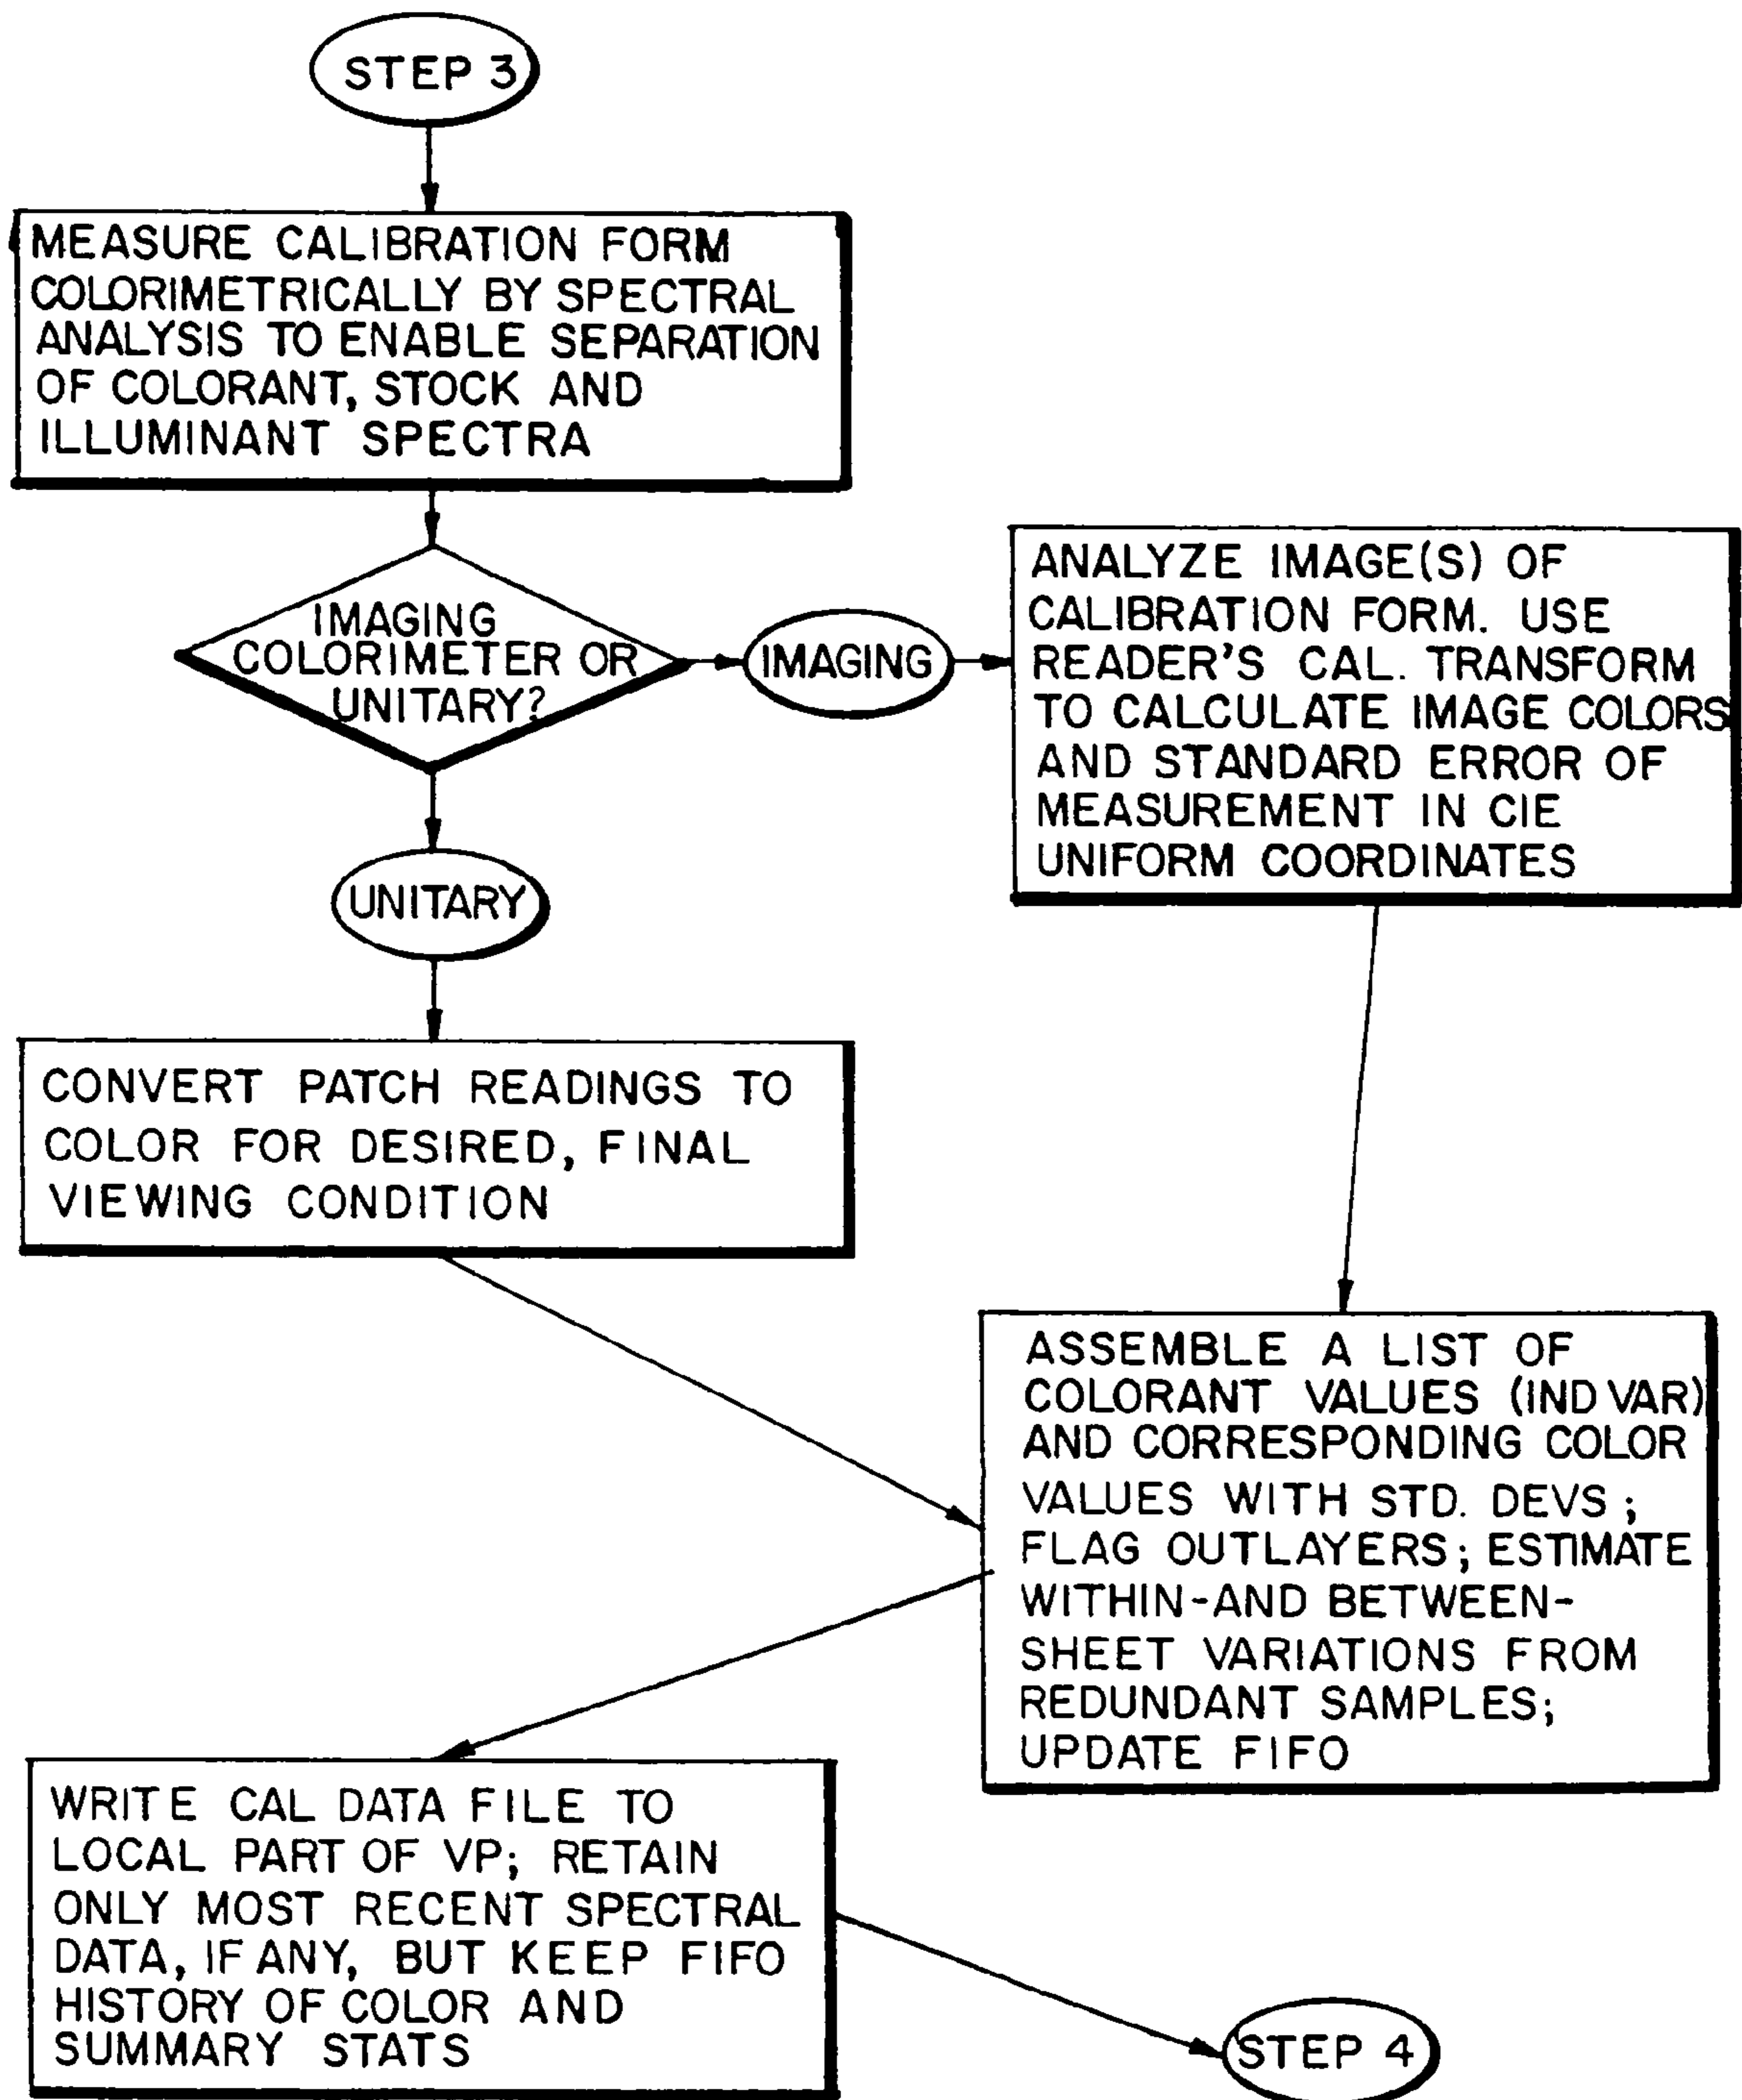 STEP 3
MEASURE CALIBRATION FORM
COLORIMETRICALLY BY SPECTRAL
ANALYSIS TO ENABLE SEPARATION
OF COLORANT, STOCK AND
ILLUMINANT SPECTRA
IMAGING
COLORIMETER OR
UNITARY?
IMAGING
ANALYZE IMAGE(S) OF
CALIBRATION FORM. USE
READER'S CAL. TRANSFORM
TO CALCULATE IMAGE COLORS
AND STANDARD ERROR OF
MEASUREMENT IN CIE
UNIFORM COORDINATES
UNITARY
CONVERT PATCH READINGS TO
COLOR FOR DESIRED, FINAL
VIEWING CONDITION
ASSEMBLE A LIST OF
COLORANT VALUES (IND VAR)
AND CORRESPONDING COLOR
VALUES WITH STD. DEVS;
FLAG OUTLAYERS; ESTIMATE
WITHIN-AND BETWEEN-
SHEET VARIATIONS FROM
REDUNDANT SAMPLES;
UPDATE FIFO
WRITE CAL DATA FILE TO
LOCAL PART OF VP; RETAIN
ONLY MOST RECENT SPECTRAL
DATA, IF ANY, BUT KEEP FIFO
HISTORY OF COLOR AND
SUMMARY STATS
STEP 4